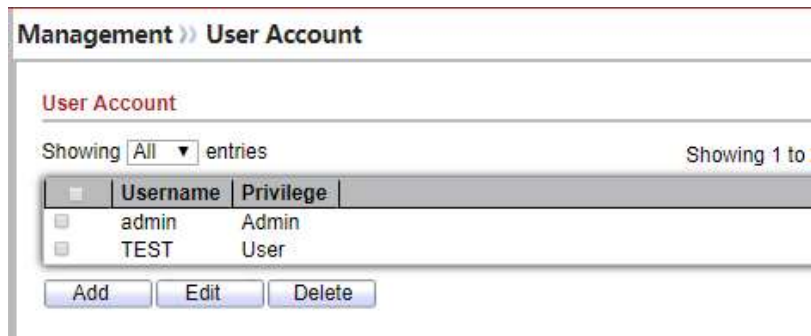 Management » User Account
User Account
Showing All ▼ entries
Showing 1 to
Username Privilege
admin Admin
TEST User
Add Edit Delete